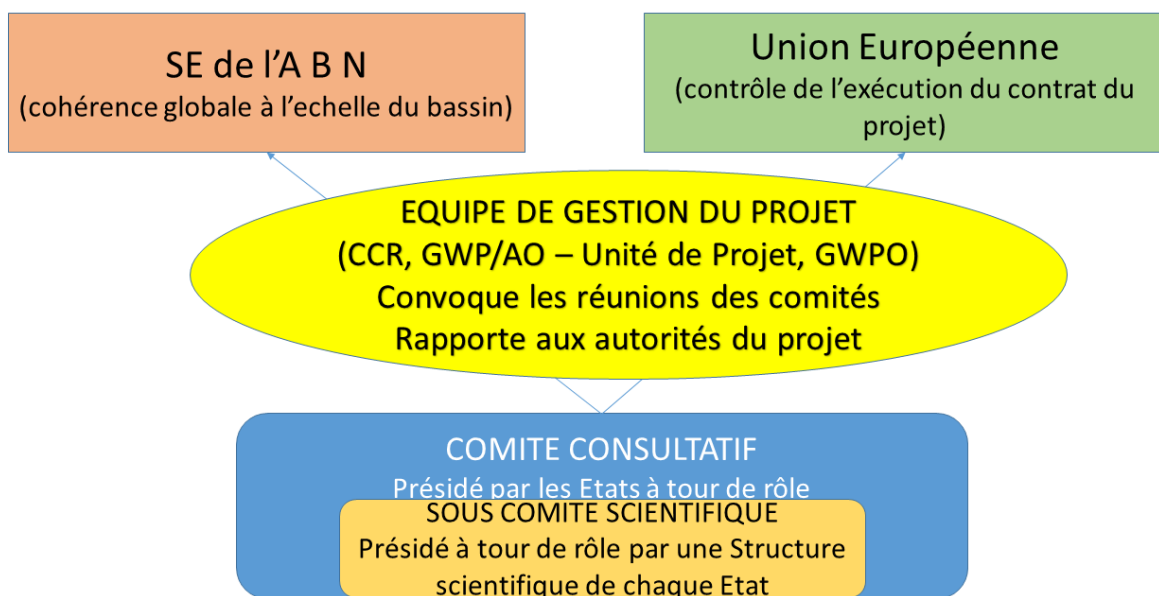 SE de l'A B N
(cohérence globale à l'echelle du bassin)
Union Européenne
(contrôle de l'exécution du contrat du
projet)
EQUIPE DE GESTION DU PROJET
(CCR, GWP/AO – Unité de Projet, GWPO)
Convoque les réunions des comités
Rapporte aux autorités du projet
COMITE CONSULTATIF
Présidé par les Etats à tour de rôle
SOUS COMITE SCIENTIFIQUE
Présidé à tour de rôle par une Structure
scientifique de chaque Etat